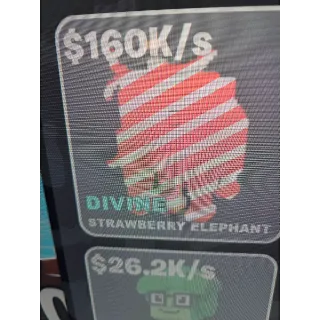 $160K/s
DIVINE
STRAWBERRY ELEPHANT
$26.2K/s